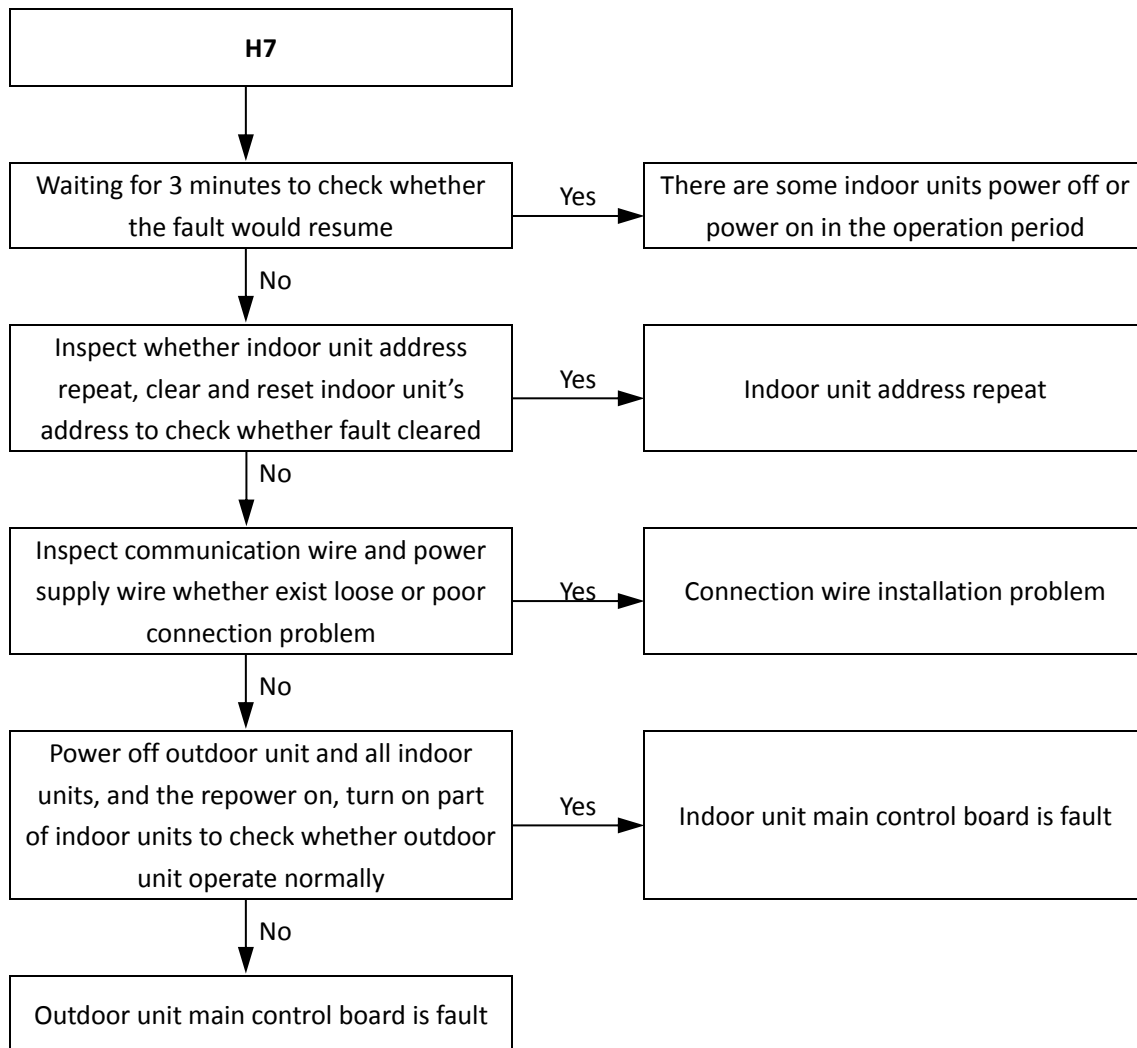 H7
Waiting for 3 minutes to check whether
the fault would resume
Yes
There are some indoor units power off or
power on in the operation period
No
Inspect whether indoor unit address
repeat, clear and reset indoor unit’s
address to check whether fault cleared
Yes
Indoor unit address repeat
No
Inspect communication wire and power
supply wire whether exist loose or poor
connection problem
Yes
Connection wire installation problem
No
Power off outdoor unit and all indoor
units, and the repower on, turn on part
of indoor units to check whether outdoor
unit operate normally
Yes
Indoor unit main control board is fault
No
Outdoor unit main control board is fault